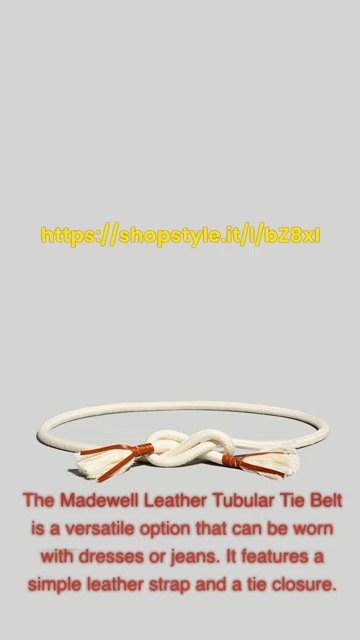 https://shopstyle.it/l/bZ8xI
The Madewell Leather Tubular Tie Belt
is a versatile option that can be worn
with dresses or jeans. It features a
simple leather strap and a tie closure.